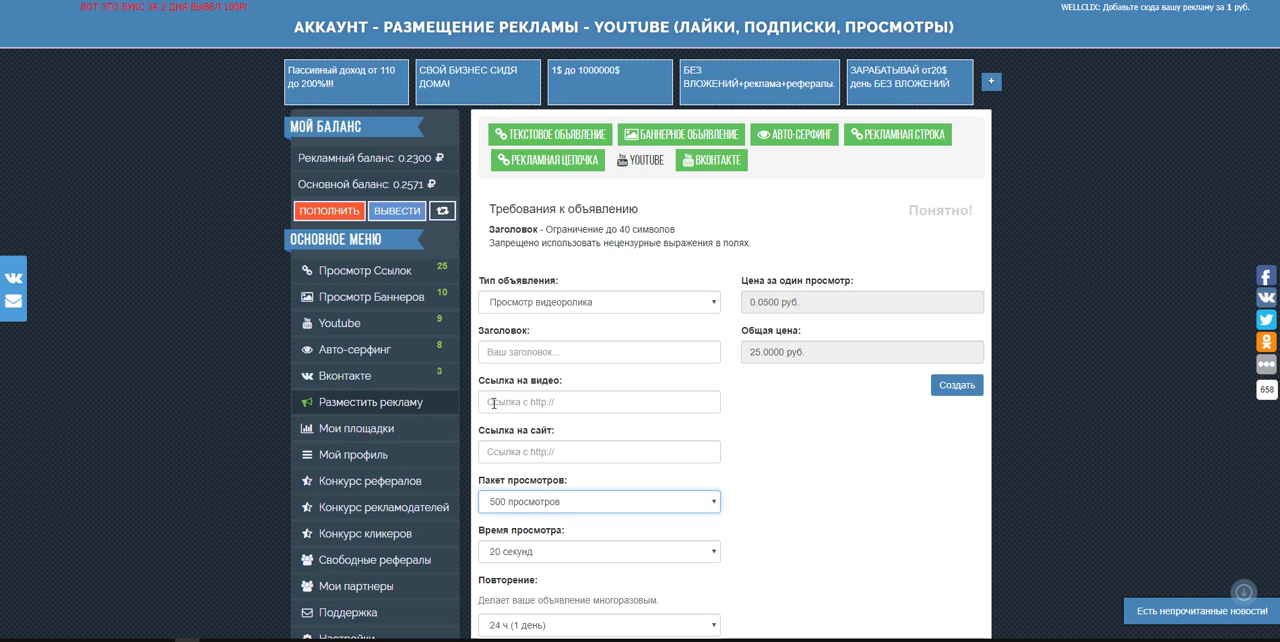 ВОТ ЭТО БУКС ЗА 2 ДНЯ ВЫВЕЛ 100Р!
WELLCLIX: Добавьте сюда вашу рекламу за 1 руб.
АККАУНТ - РАЗМЕЩЕНИЕ РЕКЛАМЫ - YOUTUBE (ЛАЙКИ, ПОДПИСКИ, ПРОСМОТРЫ)
Пассивный доход от 110
до 200%!!!
СВОЙ БИЗНЕС СИДЯ
ДОМА!
1$ до 1000000$
БЕЗ
ВЛОЖЕНИЙ+реклама+рефералы.
ЗАРАБАТЫВАЙ от20$
день БЕЗ ВЛОЖЕНИЙ
+
МОЙ БАЛАНС
Рекламный баланс: 0.2300 ₽
Основной баланс: 0.2571 ₽
ПОПОЛНИТЬ
ВЫВЕСТИ
ОСНОВНОЕ МЕНЮ
Просмотр Ссылок 25
Просмотр Баннеров 10
Youtube 9
Авто-серфинг 8
Вконтакте 3
Разместить рекламу
Мои площадки
Мой профиль
Конкурс рефералов
Конкурс рекламодателей
Конкурс кликеров
Свободные рефералы
Мои партнеры
Поддержка
Настройки
ТЕКСТОВОЕ ОБЪЯВЛЕНИЕ
БАННЕРНОЕ ОБЪЯВЛЕНИЕ
АВТО-СЕРФИНГ
РЕКЛАМНАЯ СТРОКА
РЕКЛАМНАЯ ЦЕПОЧКА
YOUTUBE
ВКОНТАКТЕ
Требования к объявлению
Понятно!
Заголовок - Ограничение до 40 символов
Запрещено использовать нецензурные выражения в полях.
Тип объявления:
Просмотр видеоролика
Цена за один просмотр:
0.0500 руб.
Заголовок:
Ваш заголовок...
Общая цена:
25.0000 руб.
Ссылка на видео:
Ссылка с http://
Создать
Ссылка на сайт:
Ссылка с http://
Пакет просмотров:
500 просмотров
Время просмотра:
20 секунд
Повторение:
Делает ваше объявление многоразовым.
24 ч.(1 день)
658
Есть непрочитанные новости!